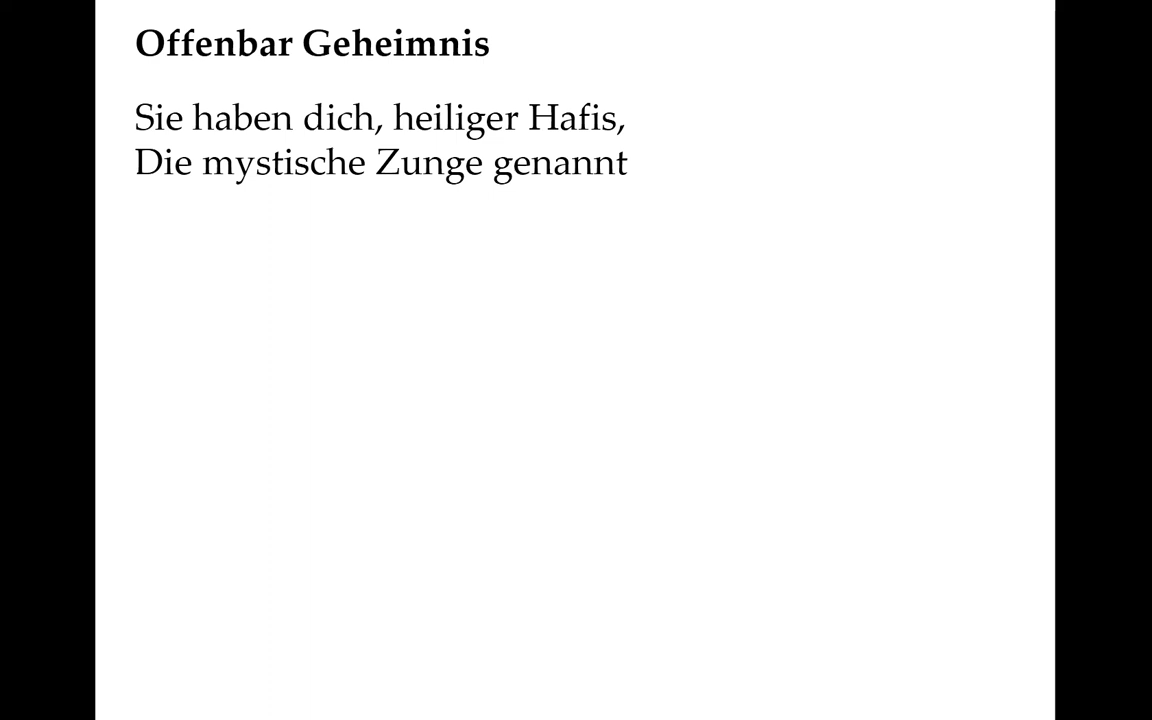 Offenbar Geheimnis
Sie haben dich, heiliger Hafis,
Die mystische Zunge genannt